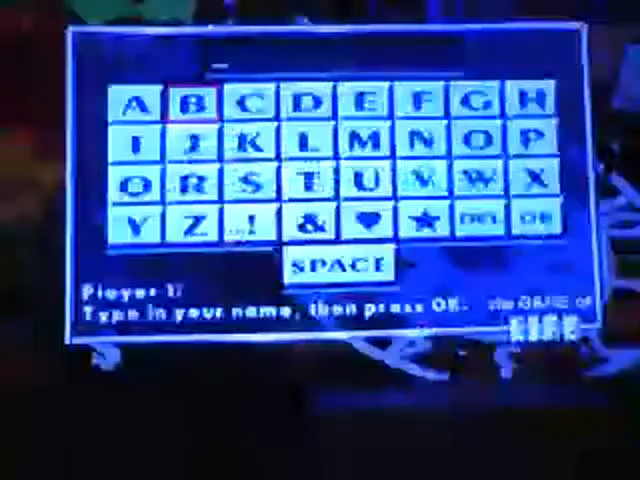 A B C D E F G H
I J K L M N O P
Q R S T U V W X
Y Z ! & ♥ ★ DEL OK
SPACE
Player 1:
Type in your name, then press OK.
the GAME of
LIFE